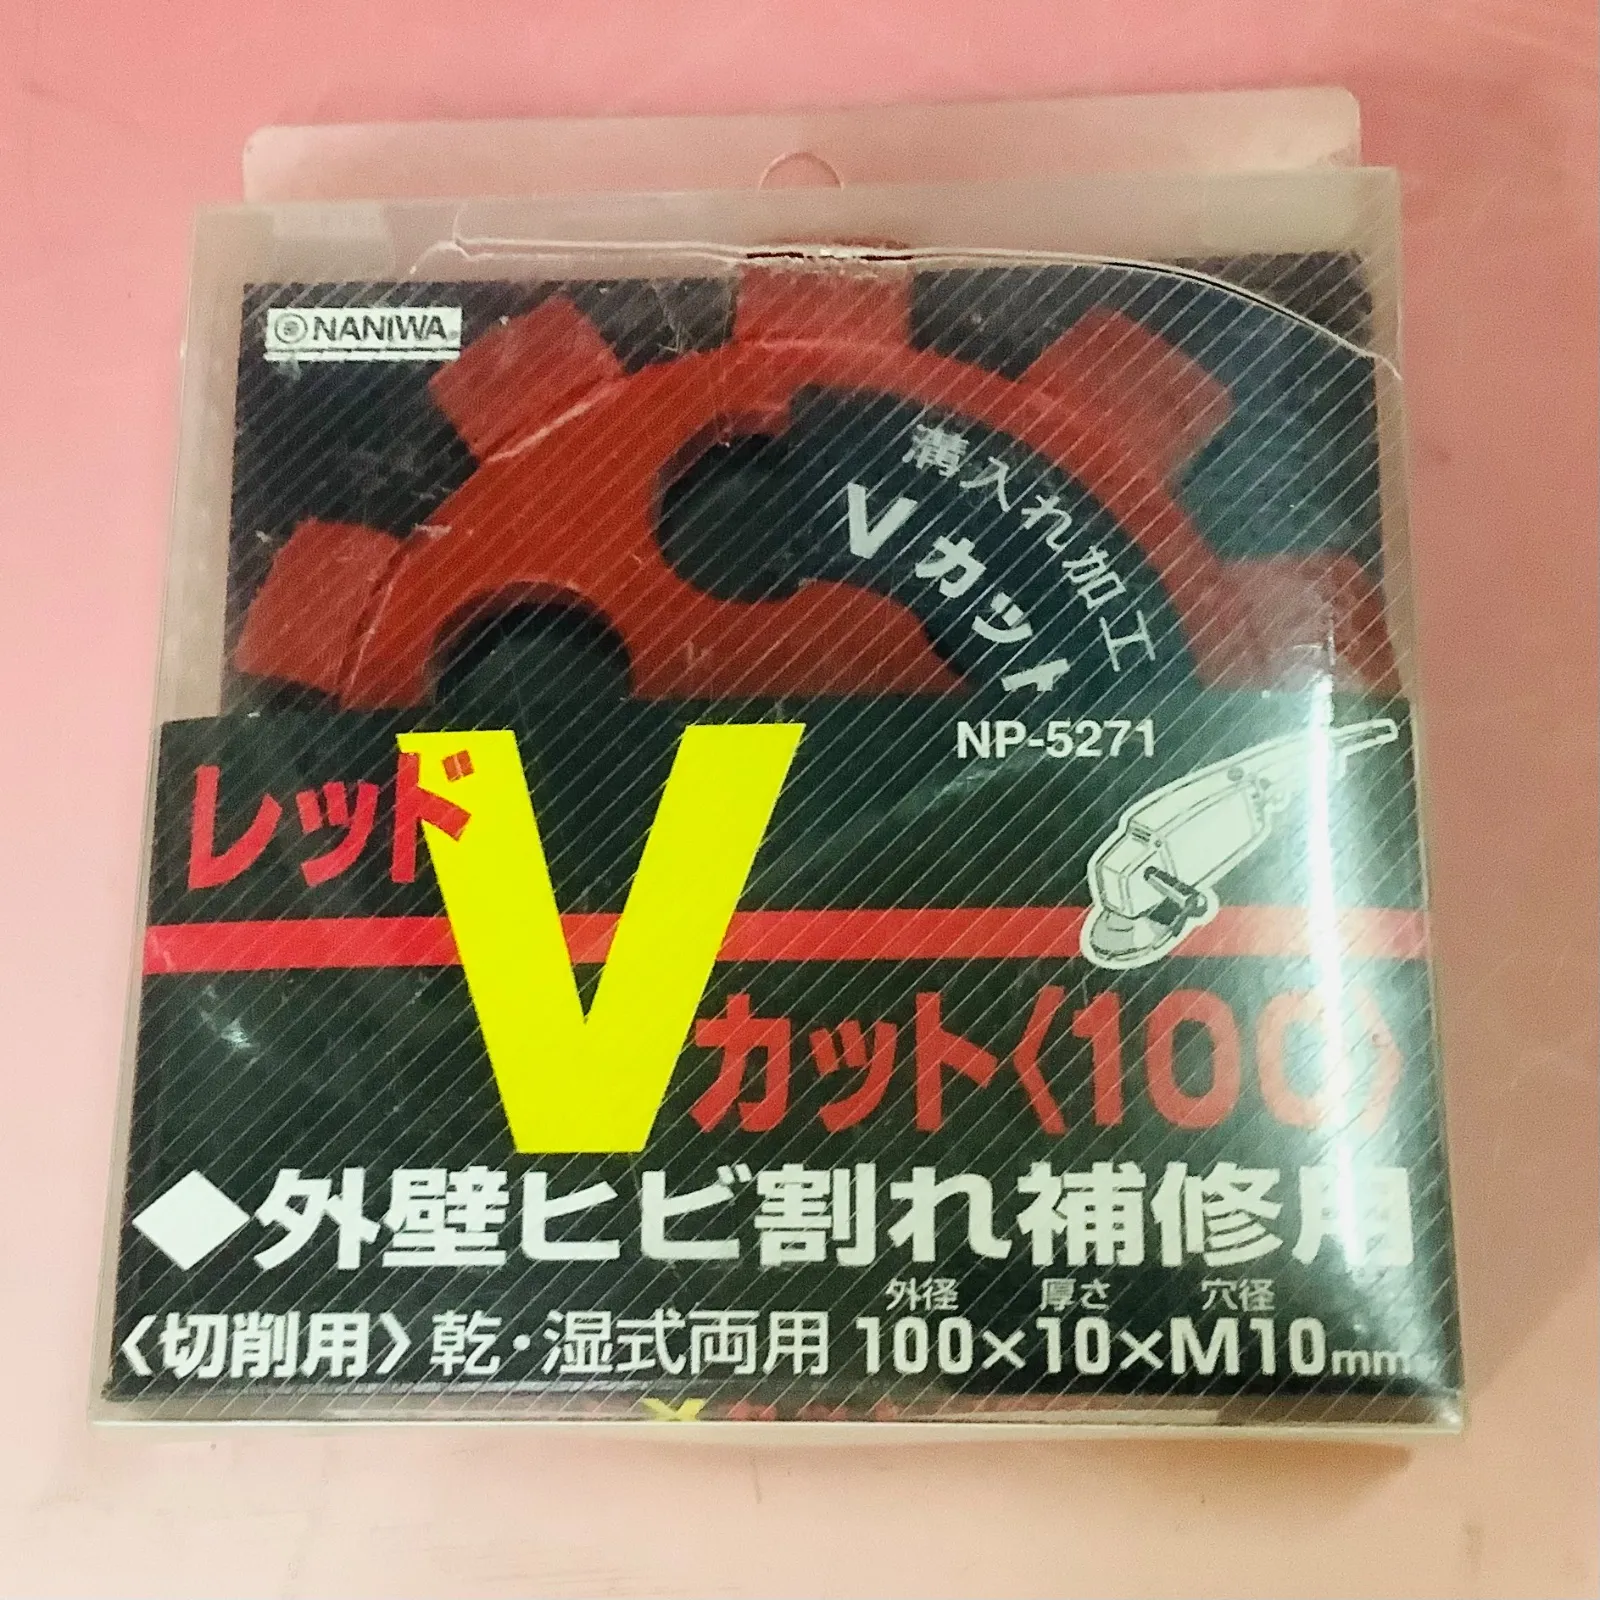 NANIWA
溝入れ加工
Vカット
NP-5271
レッド
Vカット〈100〉
◆外壁ヒビ割れ補修用
外径 厚さ 穴径
〈切削用〉乾・湿式両用 100×10×M10mm